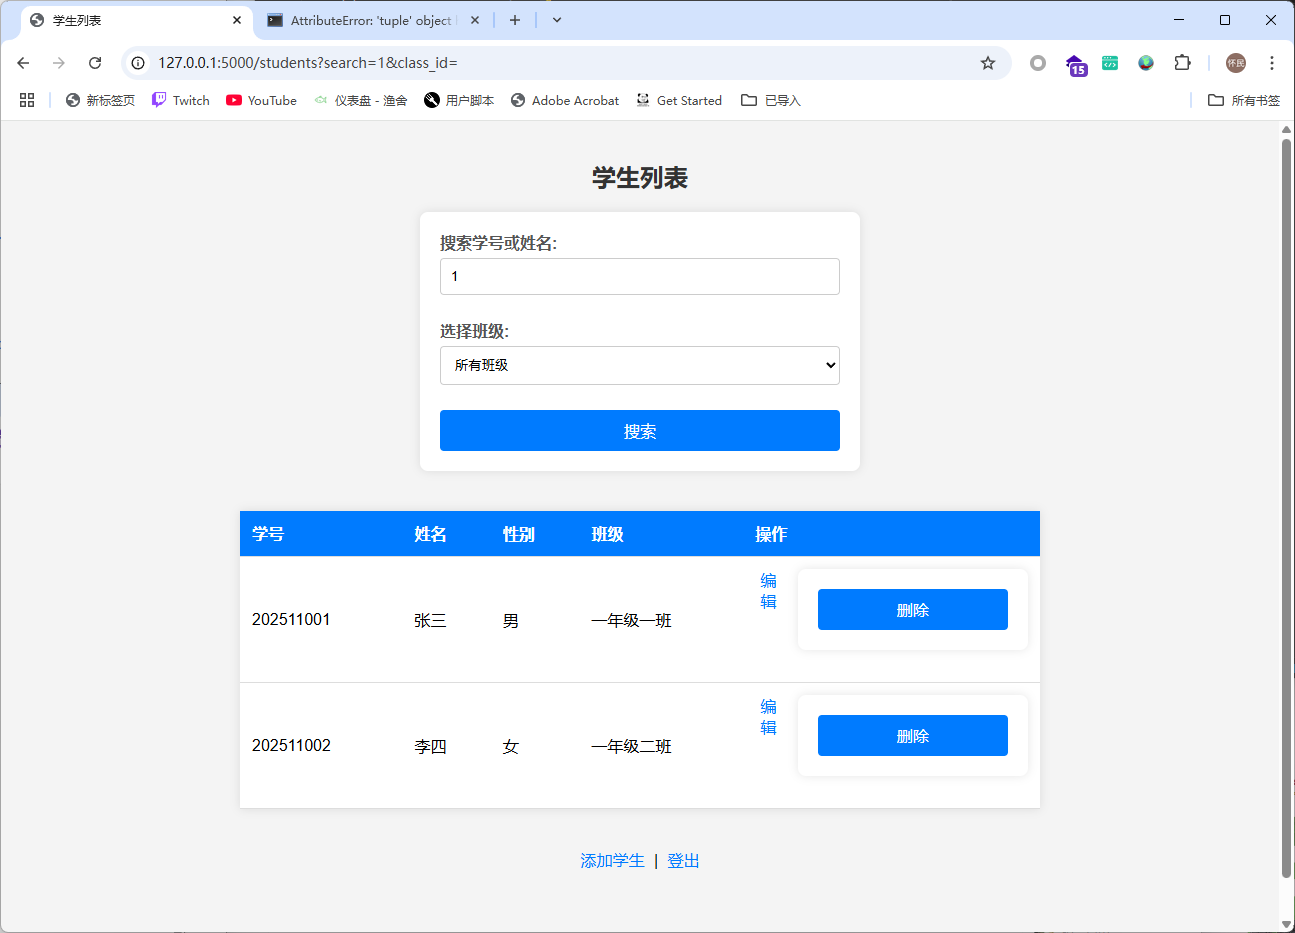 学生列表
AttributeError: 'tuple' object
127.0.0.1:5000/students?search=1&class_id=
15
怀民
新标签页
Twitch
YouTube
仪表盘 - 渔舍
用户脚本
Adobe Acrobat
Get Started
已导入
所有书签
学生列表
搜索学号或姓名:
1
选择班级:
所有班级
搜索
学号 姓名 性别 班级 操作
202511001 张三 男 一年级一班 编辑 删除
202511002 李四 女 一年级二班 编辑 删除
添加学生 | 登出